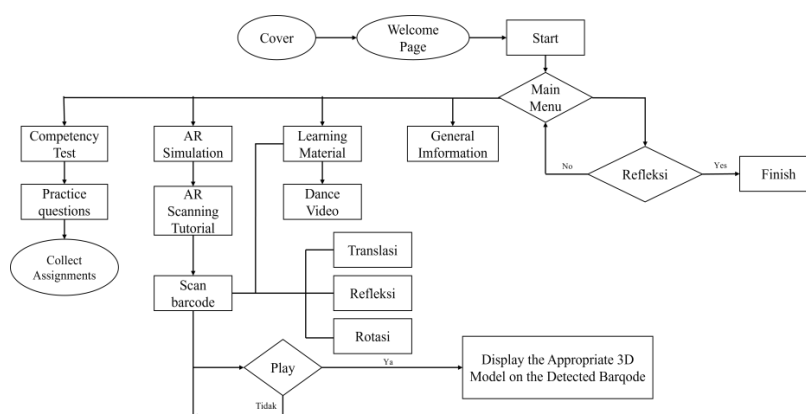 Cover
Welcome
Page
Start
Main
Menu
Competency
Test
AR
Simulation
Learning
Material
General
Imformation
No
Refleksi
Yes
Finish
Practice
questions
AR
Scanning
Tutorial
Dance
Video
Collect
Assignments
Translasi
Scan
barcode
Refleksi
Rotasi
Play
Ya
Display the Appropriate 3D
Model on the Detected Barqode
Tidak